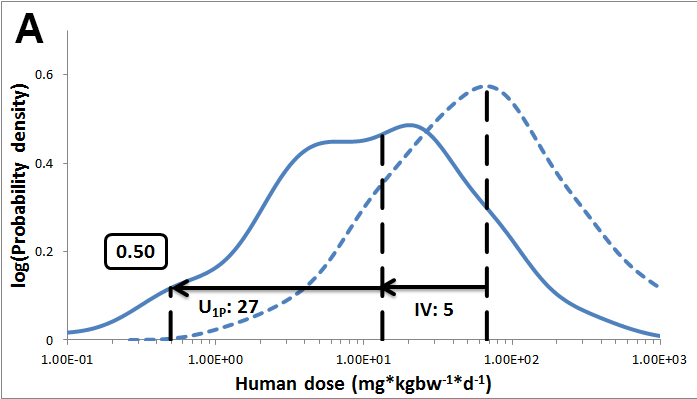 A
log(Probability density)
0.6
0.4
0.2
0
0.50
U1P: 27
IV: 5
1.00E-01
1.00E+00
1.00E+01
1.00E+02
1.00E+03
Human dose (mg*kgbw-1*d-1)